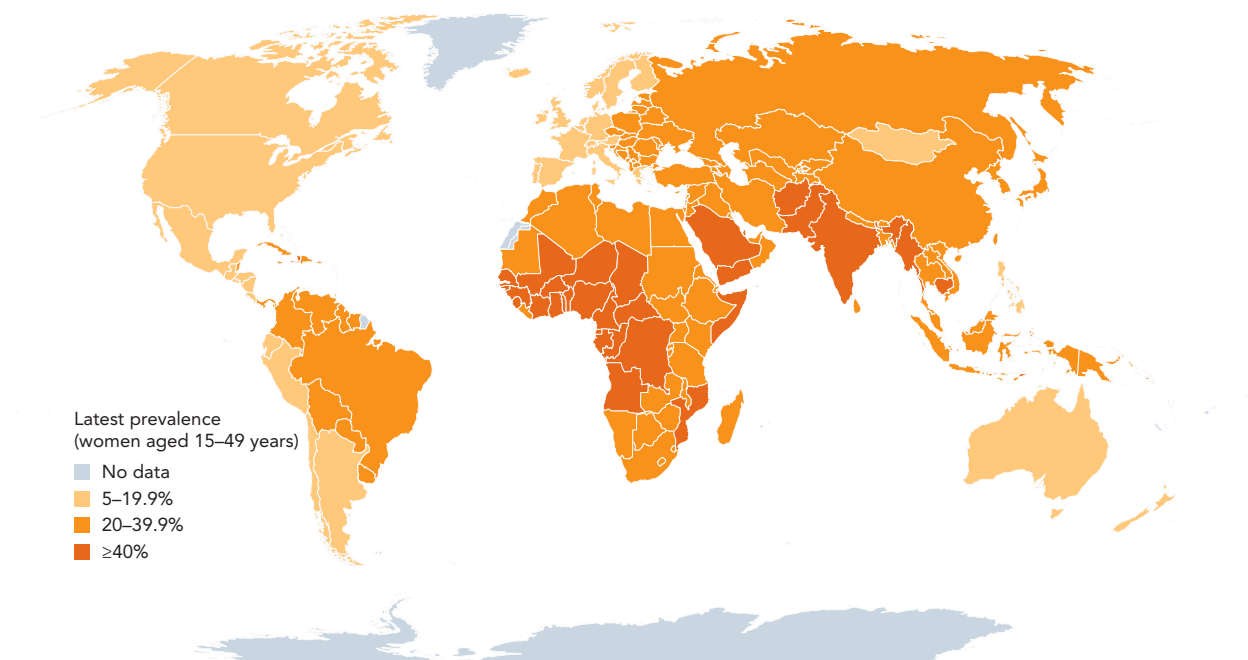 Latest prevalence
(women aged 15–49 years)
No data
5–19.9%
20–39.9%
≥40%